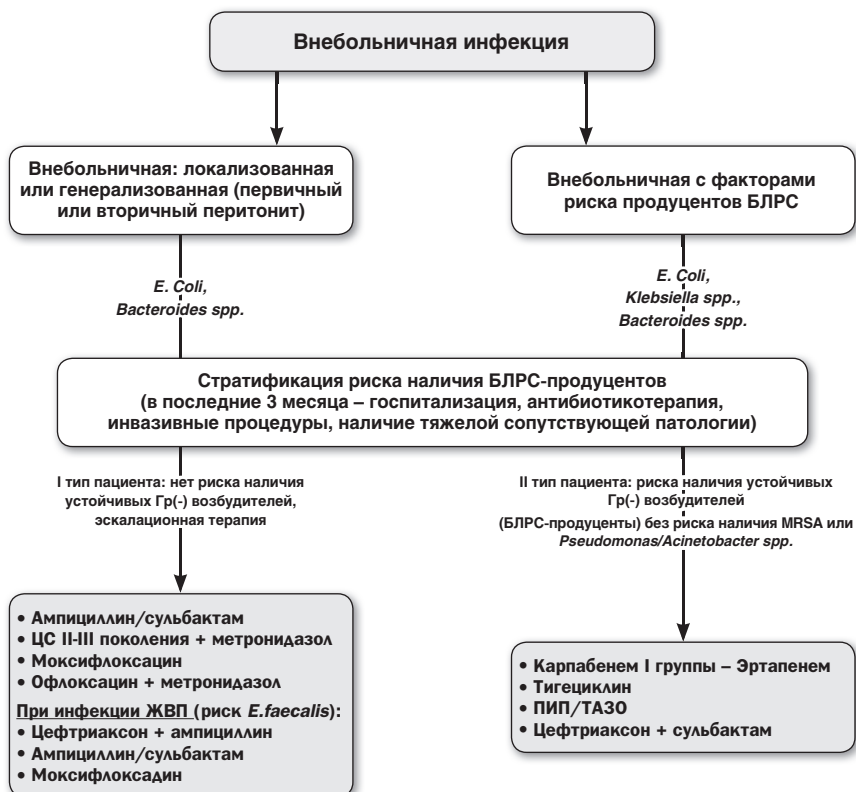 Внебольничная инфекция
Внебольничная: локализованная
или генерализованная (первичный
или вторичный перитонит)
Внебольничная с факторами
риска продуцентов БЛРС
E. Coli,
Bacteroides spp.
E. Coli,
Klebsiella spp.,
Bacteroides spp.
Стратификация риска наличия БЛРС-продуцентов
(в последние 3 месяца – госпитализация, антибиотикотерапия,
инвазивные процедуры, наличие тяжелой сопутствующей патологии)
I тип пациента: нет риска наличия
устойчивых Гр(-) возбудителей,
эскалационная терапия
II тип пациента: риска наличия устойчивых
Гр(-) возбудителей
(БЛРС-продуценты) без риска наличия MRSA или
Pseudomonas/Acinetobacter spp.
• Ампициллин/сульбактам
• ЦС II-III поколения + метронидазол
• Моксифлоксацин
• Офлоксацин + метронидазол
При инфекции ЖВП (риск E.faecalis):
• Цефтриаксон + ампициллин
• Ампициллин/сульбактам
• Моксифлоксадин
• Карпабенем I группы – Эртапенем
• Тигециклин
• ПИП/ТАЗО
• Цефтриаксон + сульбактам